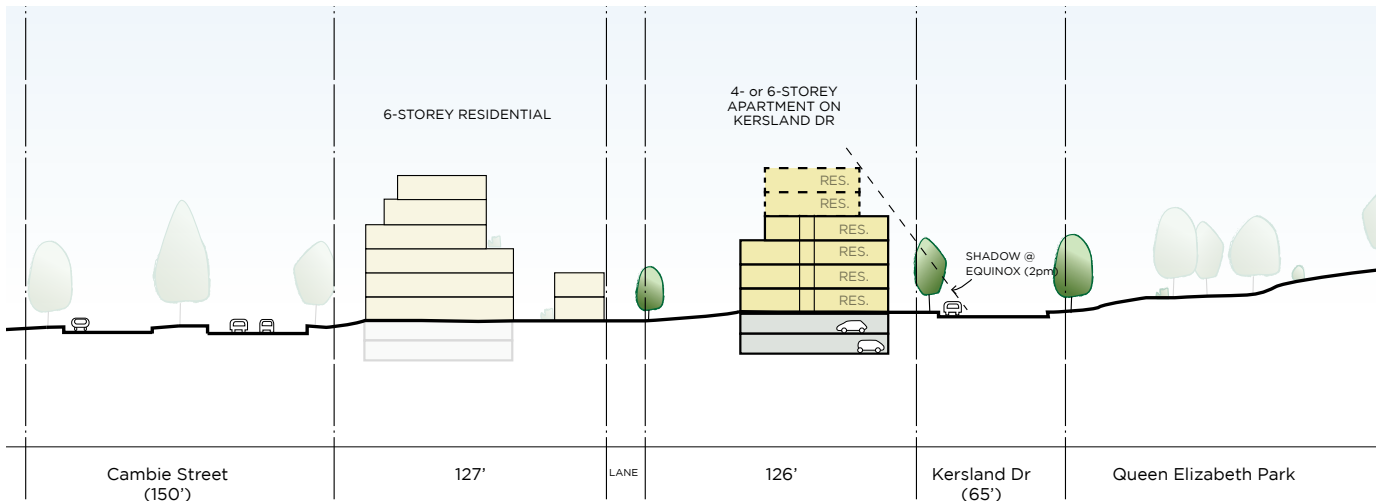 6-STOREY RESIDENTIAL
4- or 6-STOREY
APARTMENT ON
KERSLAND DR
RES.
RES.
RES.
RES.
RES.
RES.
SHADOW @
EQUINOX (2pm)
Cambie Street
(150’)
127’
LANE
126’
Kersland Dr
(65’)
Queen Elizabeth Park